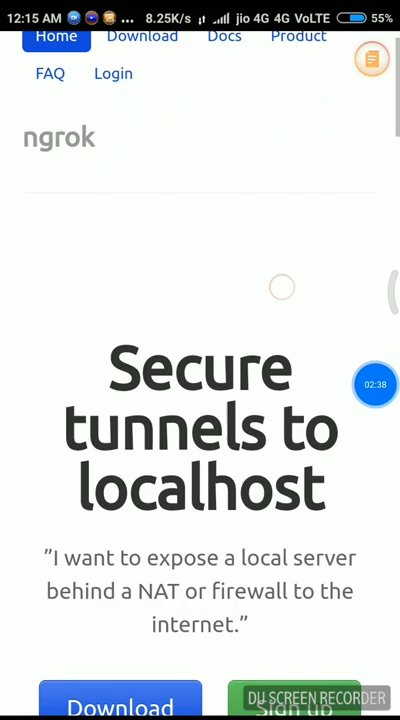 12:15 AM ... 8.25K/s jio 4G 4G VoLTE 55%
Home Download Docs Product
FAQ Login
ngrok
02:38
Secure
tunnels to
localhost
"I want to expose a local server
behind a NAT or firewall to the
internet."
Download Sign up
DU SCREEN RECORDER